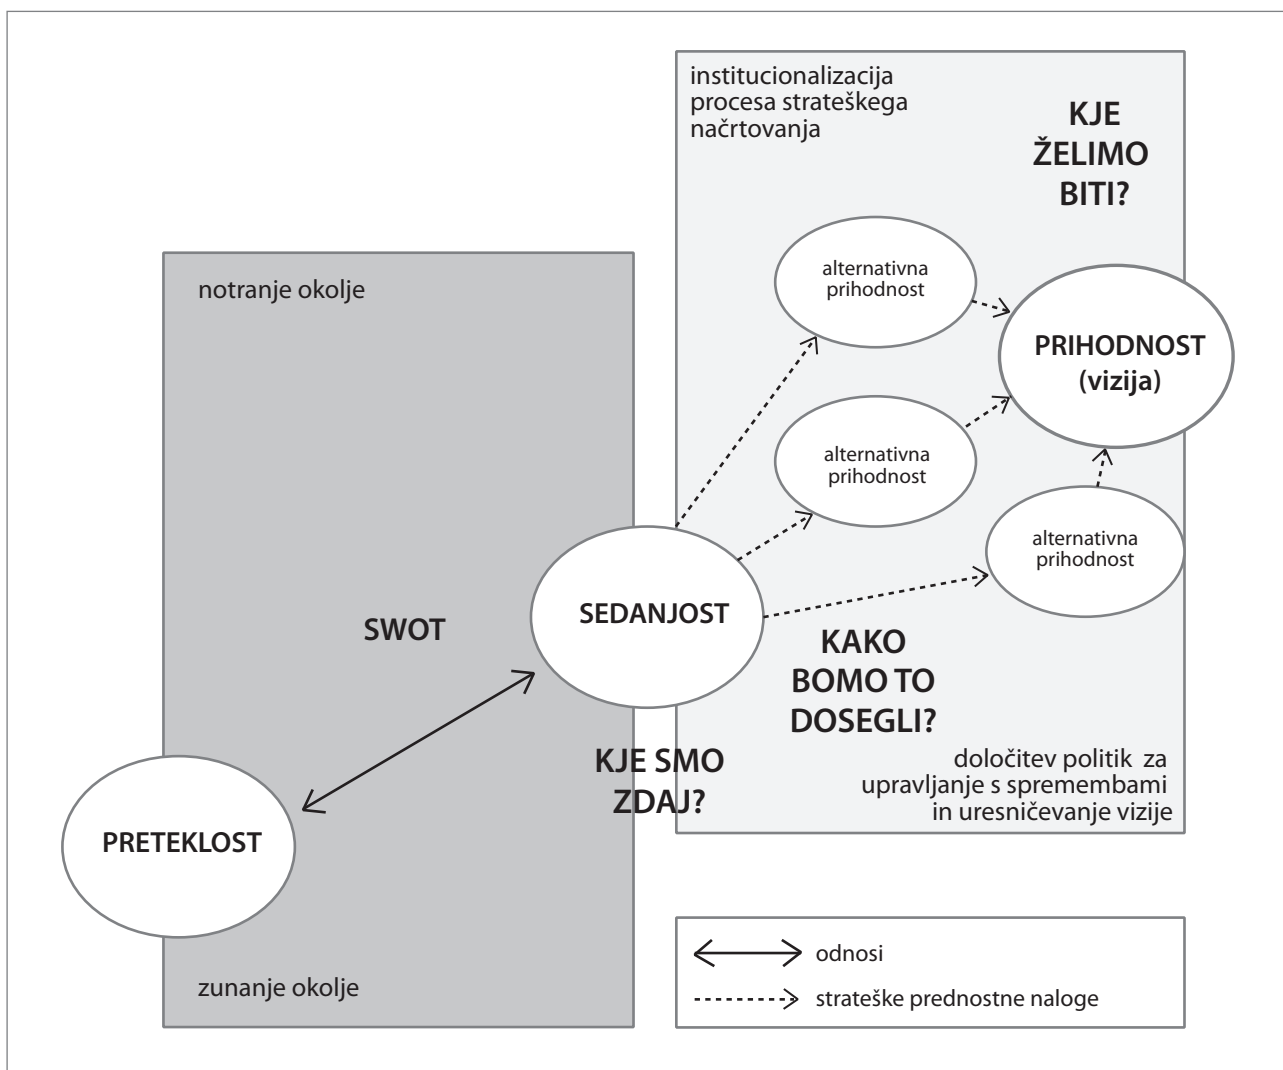 institucionalizacija
procesa strateškega
načrtovanja
KJE
ŽELIMO
BITI?
alternativna
prihodnost
notranje okolje
PRIHODNOST
(vizija)
alternativna
prihodnost
alternativna
prihodnost
SEDANJOST
SWOT
KAKO
BOMO TO
DOSEGLI?
KJE SMO
ZDAJ?
določitev politik za
upravljanje s spremembami
in uresničevanje vizije
PRETEKLOST
zunanje okolje
odnosi
strateške prednostne naloge